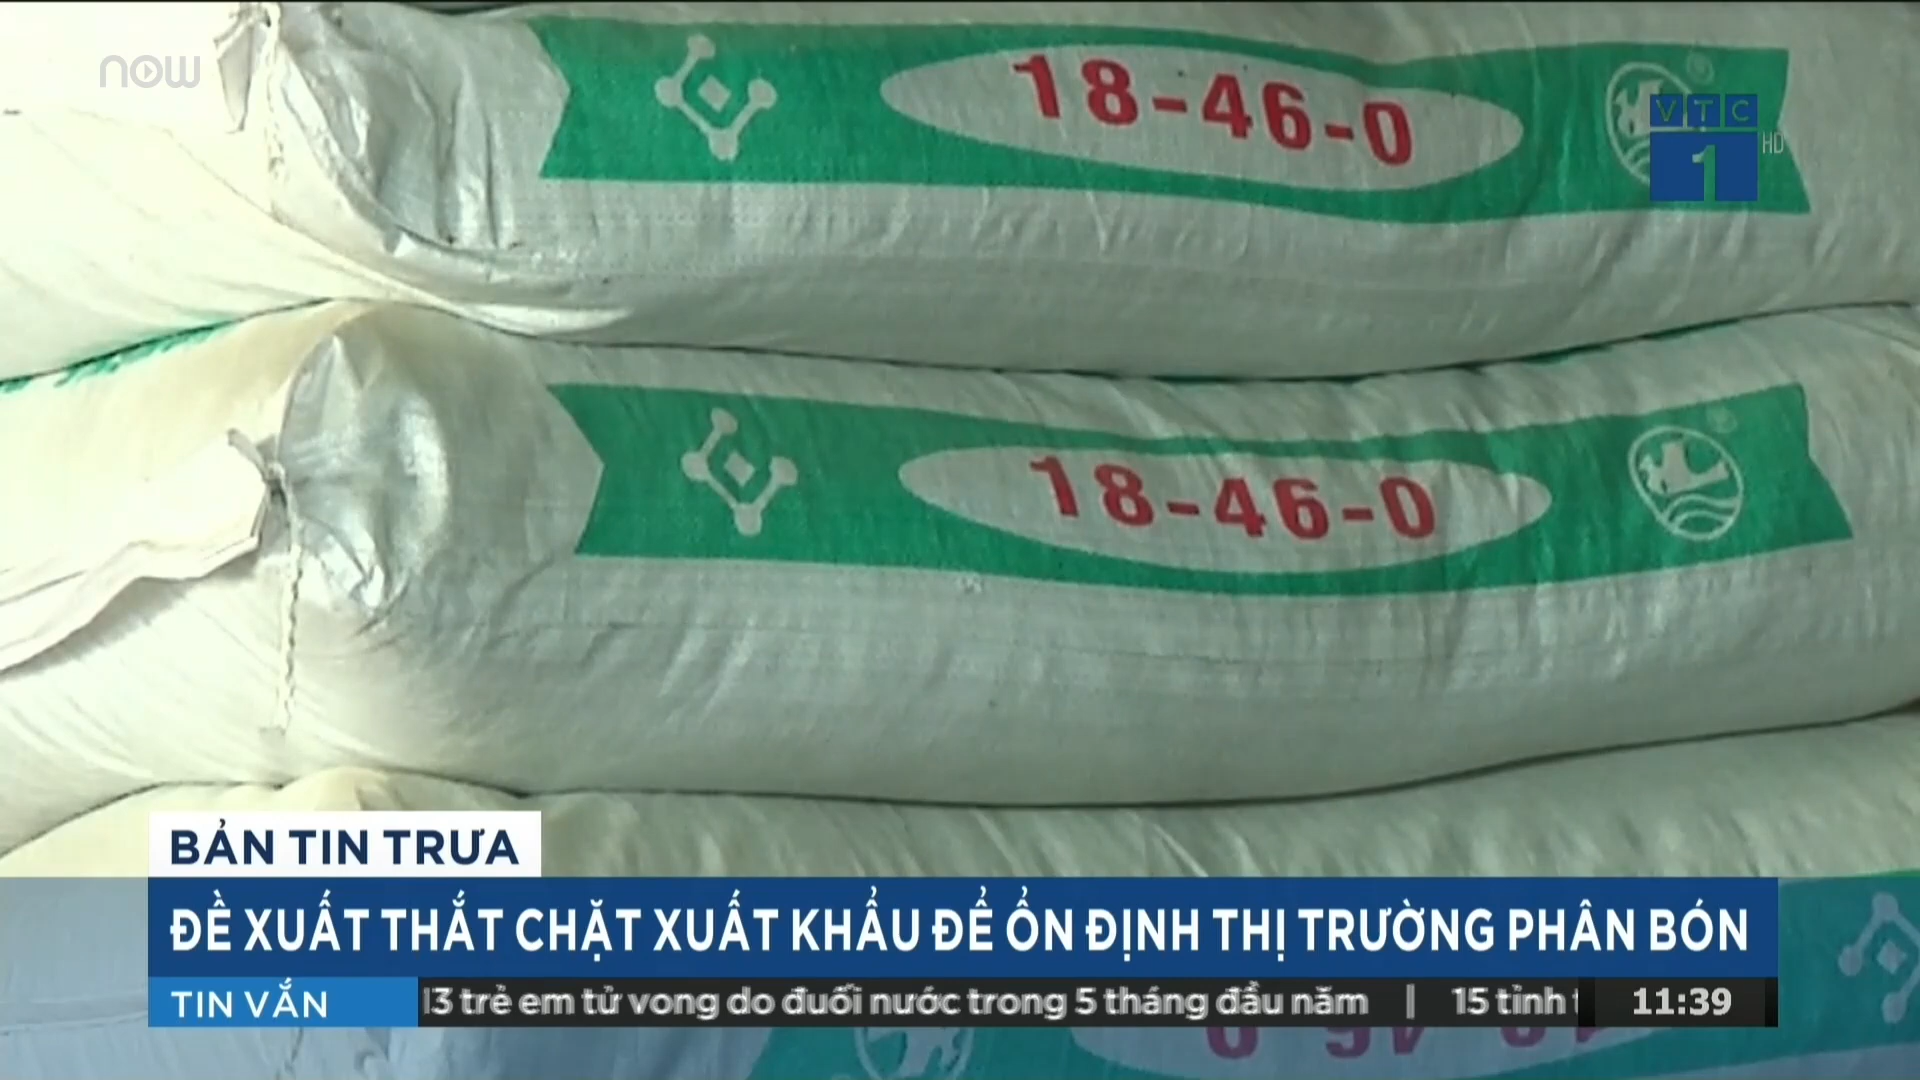 now
18-46-0
VTC
1
HD
18-46-0
BẢN TIN TRƯA
ĐỀ XUẤT THẮT CHẶT XUẤT KHẨU ĐỂ ỔN ĐỊNH THỊ TRƯỜNG PHÂN BÓN
TIN VẮN
trẻ em tử vong do đuối nước trong 5 tháng đầu năm | 15 tỉnh
11:39